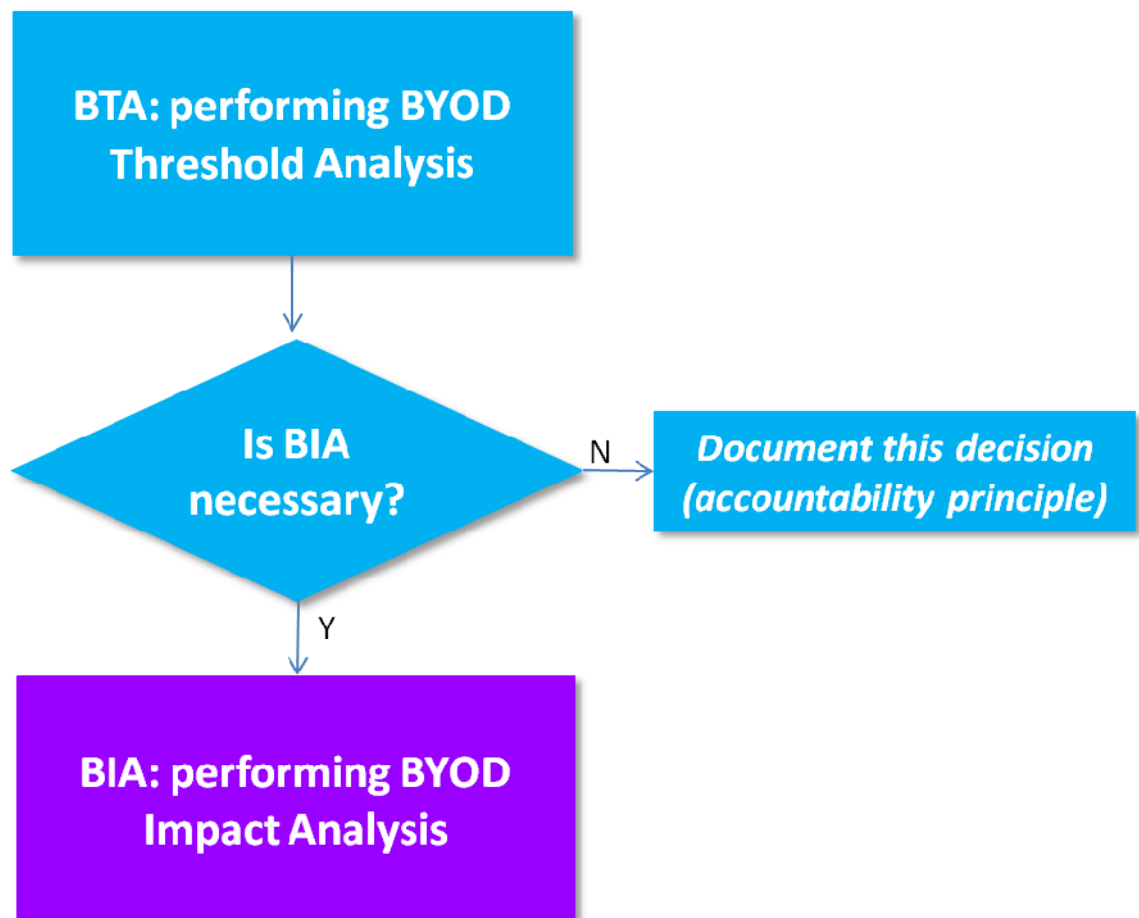 BTA: performing BYOD
Threshold Analysis
Is BIA
necessary?
N
Document this decision
(accountability principle)
Y
BIA: performing BYOD
Impact Analysis